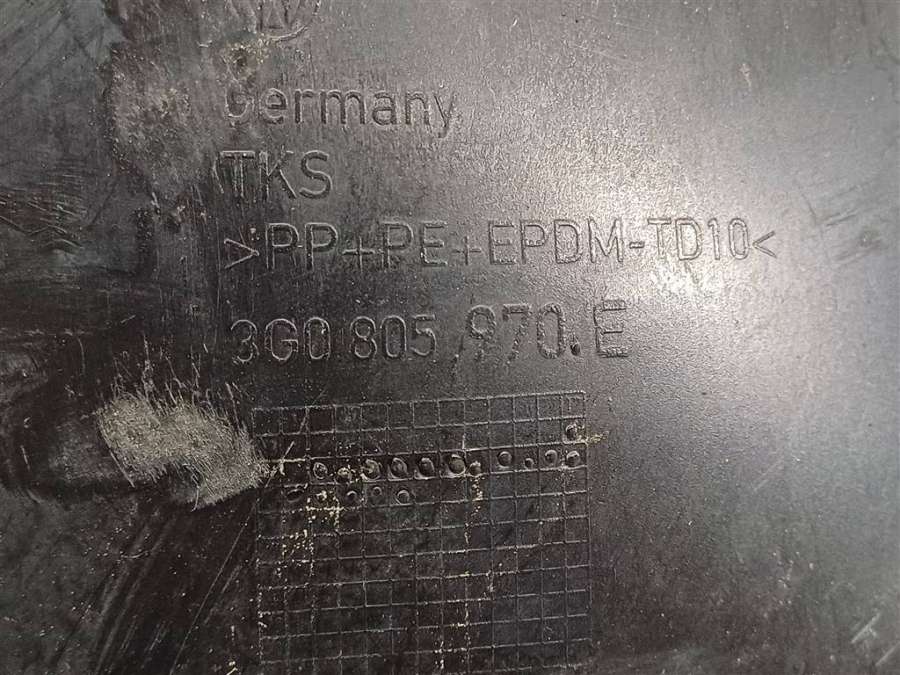 Germany
TKS
>PP+PE+EPDM-TD10<
3G0 805 970 E